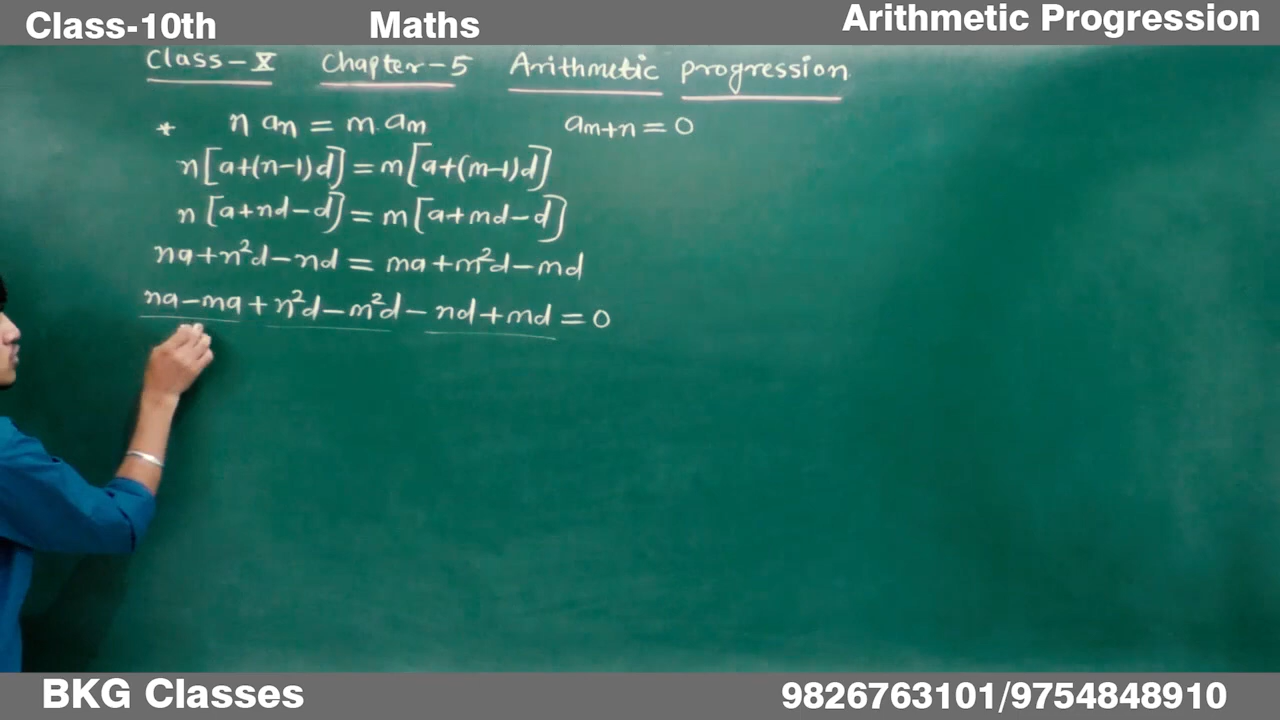 Class-10th Maths Arithmetic Progression
Class-X Chapter-5 Arithmetic progression
* n aₙ = m.aₘ aₘ₊ₙ = 0
n[a+(n-1)d] = m[a+(m-1)d]
n[a+nd-d] = m[a+md-d]
na+n²d-nd = ma+m²d-md
na-ma+n²d-m²d-nd+md = 0
BKG Classes 9826763101/9754848910